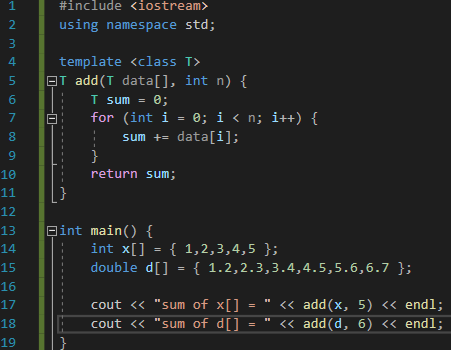 1 #include <iostream>
2 using namespace std;
3
4 template <class T>
5 T add(T data[], int n) {
6 T sum = 0;
7 for (int i = 0; i < n; i++) {
8 sum += data[i];
9 }
10 return sum;
11 }
12
13 int main() {
14 int x[] = { 1,2,3,4,5 };
15 double d[] = { 1.2,2.3,3.4,4.5,5.6,6.7 };
16
17 cout << "sum of x[] = " << add(x, 5) << endl;
18 cout << "sum of d[] = " << add(d, 6) << endl;
19 }